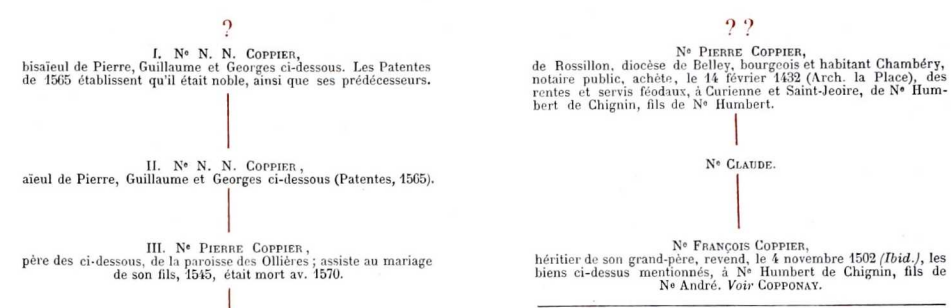 ?
I. Nᵉ N. N. COPPIER,
bisaïeul de Pierre, Guillaume et Georges ci-dessous. Les Patentes
de 1565 établissent qu'il était noble, ainsi que ses prédécesseurs.
II. Nᵉ N. N. COPPIER,
aïeul de Pierre, Guillaume et Georges ci-dessous (Patentes, 1565).
III. Nᵉ PIERRE COPPIER,
père des ci-dessous, de la paroisse des Ollières ; assiste au mariage
de son fils, 1545, était mort av. 1570.
? ?
Nᵉ PIERRE COPPIER,
de Rossillon, diocèse de Belley, bourgeois et habitant Chambéry,
notaire public, achète, le 14 février 1432 (Arch. la Place), des
rentes et servis féodaux, à Curienne et Saint-Jeoire, de Nᵉ Hum-
bert de Chignin, fils de Nᵉ Humbert.
Nᵉ CLAUDE.
Nᵉ FRANÇOIS COPPIER,
héritier de son grand-père, revend, le 4 novembre 1502 (Ibid.), les
biens ci-dessus mentionnés, à Nᵉ Humbert de Chignin, fils de
Nᵉ André. Voir COPPONAY.